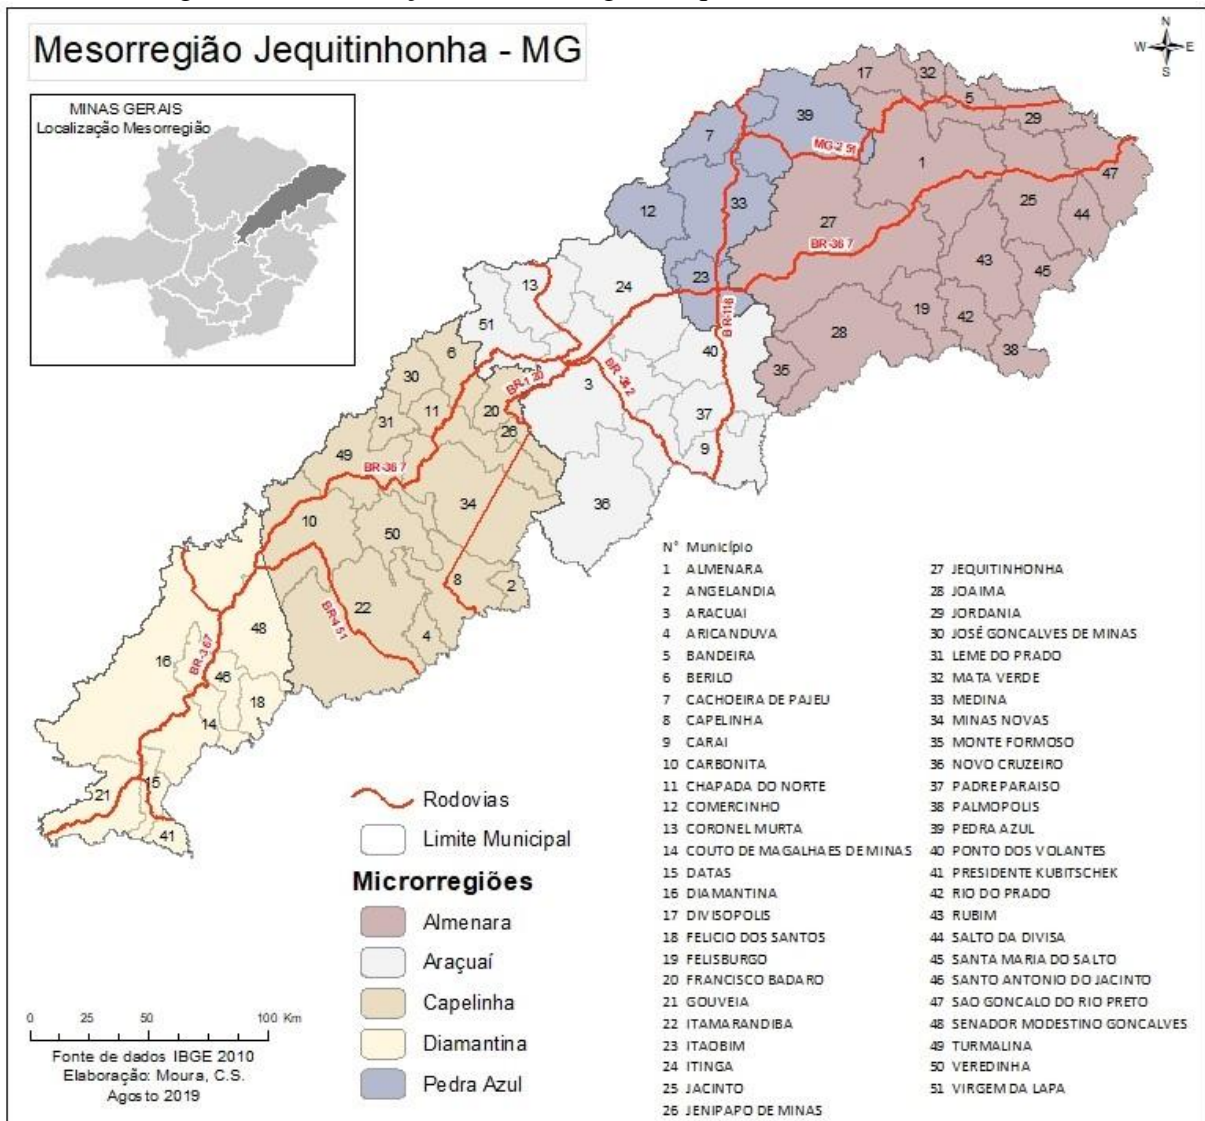 Mesorregião Jequitinhonha - MG
N
W E
S
MINAS GERAIS
Localização Mesorregião
17
32
5
39
29
7
MG-251
1
47
12
33
25
27
44
BR-367
43
23
45
13
24
19
42
51
BR-116
28
38
6
40
35
30
BR-120
BR-342
3
11
20
37
31
26
9
49
BR-367
36
34
10
50
8
2
22
BR-451
4
48
16
BR-367
46
18
14
15
21
41
Rodovias
Limite Municipal
Microrregiões
Almenara
Araçuaí
Capelinha
Diamantina
Pedra Azul
0 25 50 100 Km
Fonte de dados IBGE 2010
Elaboração: Moura, C.S.
Agosto 2019
N° Município
1 ALMENARA
2 ANGELANDIA
3 ARACUAI
4 ARICANDUVA
5 BANDEIRA
6 BERILO
7 CACHOEIRA DE PAJEU
8 CAPELINHA
9 CARAI
10 CARBONITA
11 CHAPADA DO NORTE
12 COMERCINHO
13 CORONEL MURTA
14 COUTO DE MAGALHAES DE MINAS
15 DATAS
16 DIAMANTINA
17 DIVISOPOLIS
18 FELICIO DOS SANTOS
19 FELISBURGO
20 FRANCISCO BADARO
21 GOUVEIA
22 ITAMARANDIBA
23 ITAOBIM
24 ITINGA
25 JACINTO
26 JENIPAPO DE MINAS
27 JEQUITINHONHA
28 JOAIMA
29 JORDANIA
30 JOSÉ GONCALVES DE MINAS
31 LEME DO PRADO
32 MATA VERDE
33 MEDINA
34 MINAS NOVAS
35 MONTE FORMOSO
36 NOVO CRUZEIRO
37 PADRE PARAISO
38 PALMOPOLIS
39 PEDRA AZUL
40 PONTO DOS VOLANTES
41 PRESIDENTE KUBITSCHEK
42 RIO DO PRADO
43 RUBIM
44 SALTO DA DIVISA
45 SANTA MARIA DO SALTO
46 SANTO ANTONIO DO JACINTO
47 SAO GONCALO DO RIO PRETO
48 SENADOR MODESTINO GONCALVES
49 TURMALINA
50 VEREDINHA
51 VIRGEM DA LAPA